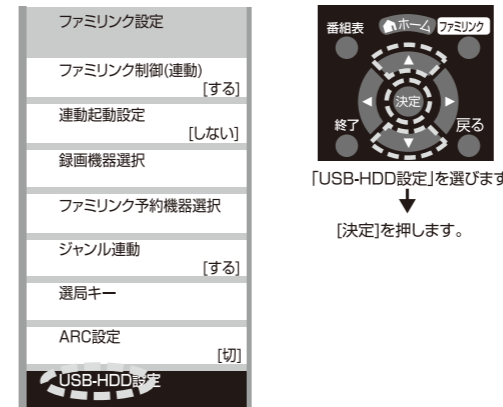 ファミリンク設定
ファミリンク制御(連動)
[する]
連動起動設定
[しない]
録画機器選択
ファミリンク予約機器選択
ジャンル連動
[する]
選局キー
ARC設定
[切]
USB-HDD設定
番組表 ホーム ファミリンク
決定
終了 戻る
「USB-HDD設定」を選びます
[決定]を押します。